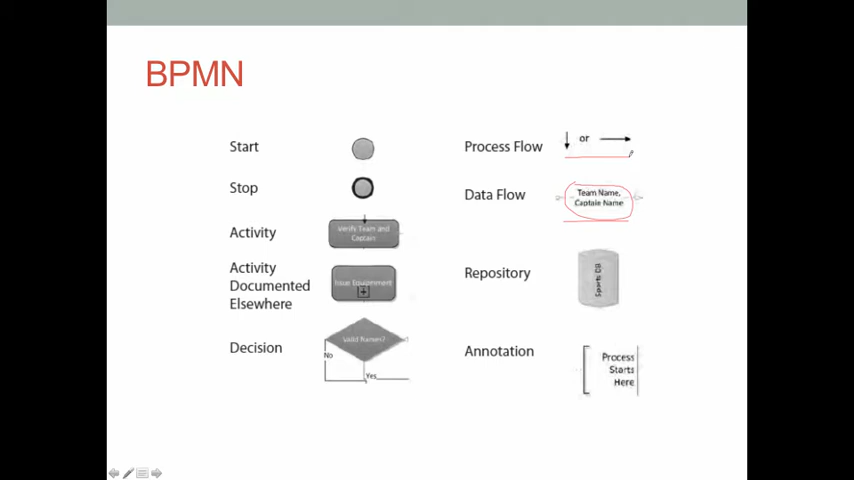 BPMN
Start
Stop
Activity
Verify Team and
Captain
Activity
Documented
Elsewhere
Issue Equipment
Decision
Valid Names?
No
Yes
Process Flow
or
Data Flow
Team Name,
Captain Name
Repository
Sports DB
Annotation
Process
Starts
Here